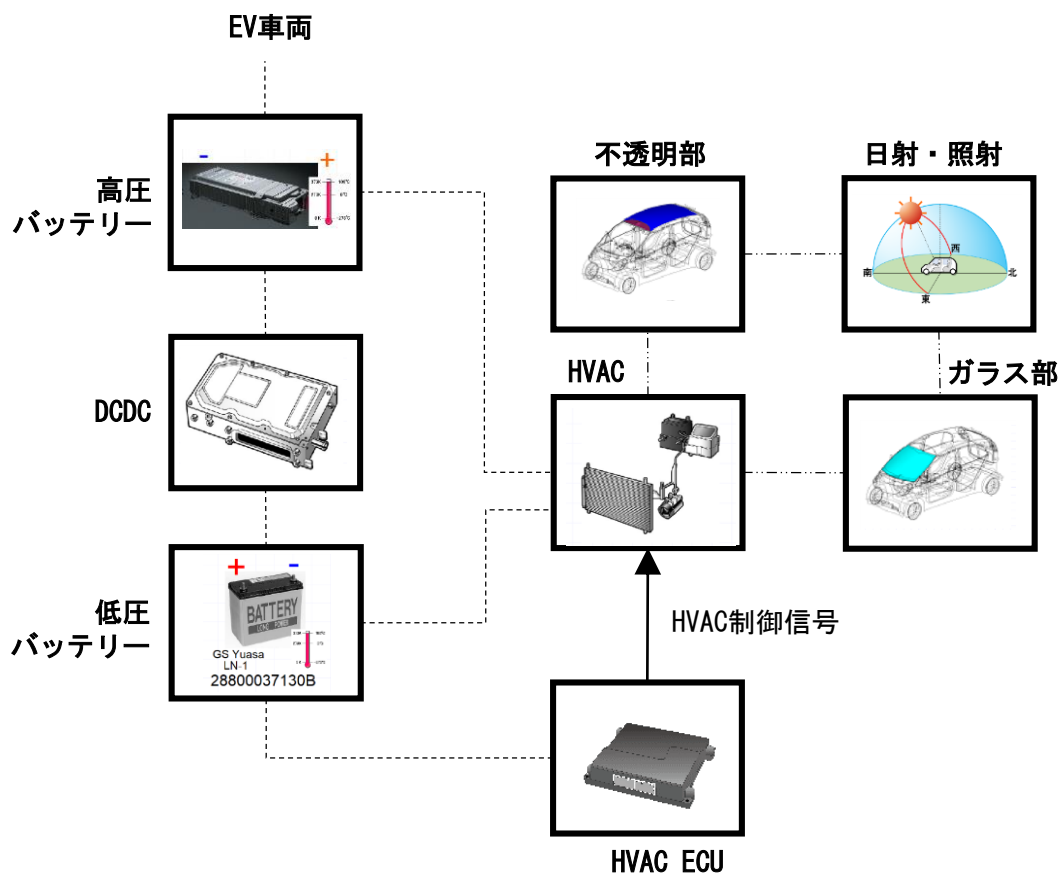 EV車両
高圧
バッテリー
- +
不透明部
日射・照射
西
南
北
東
DCDC
HVAC
ガラス部
低圧
バッテリー
+ -
BATTERY
GS Yuasa
LN-1
28800037130B
HVAC制御信号
HVAC ECU